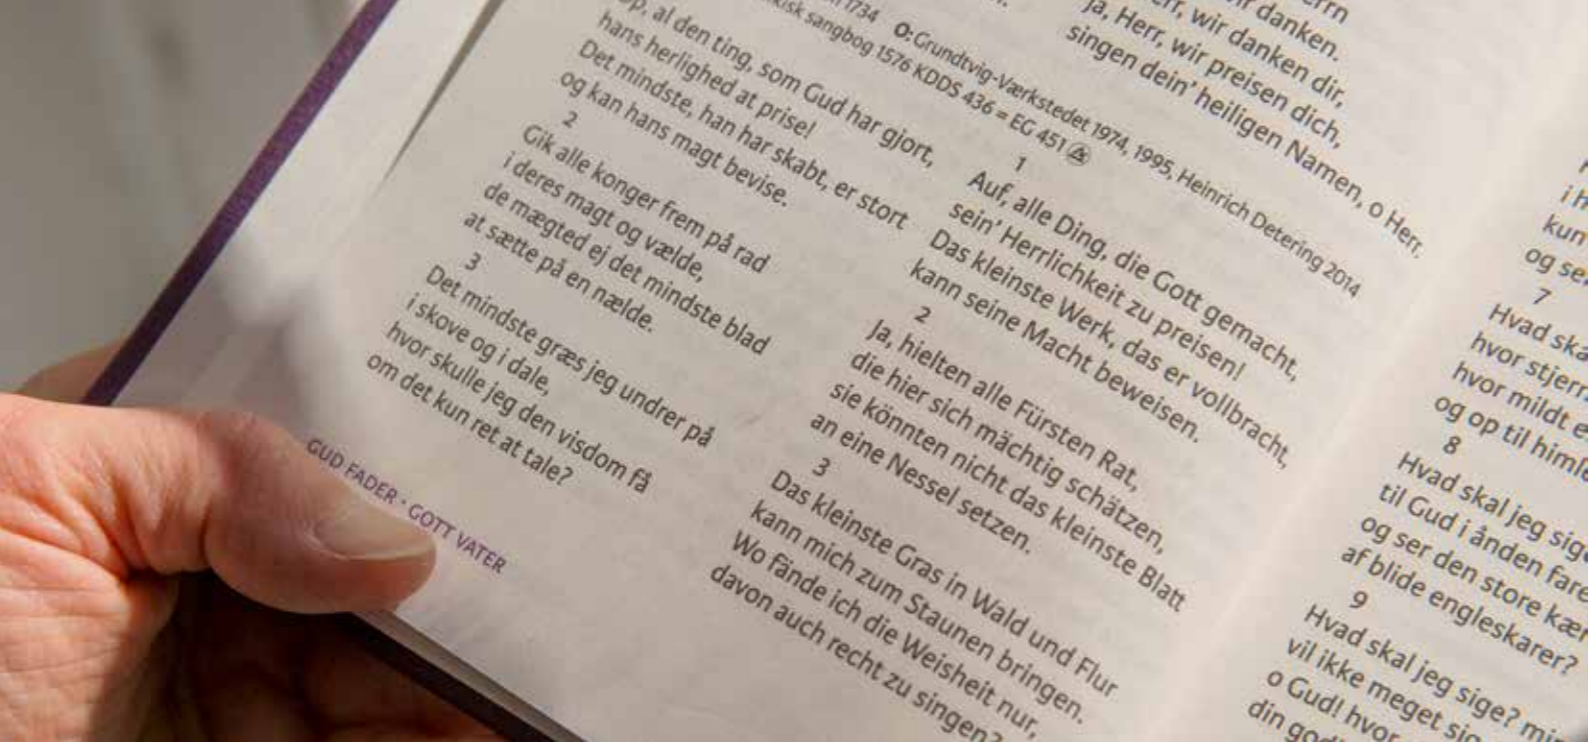 1734 O: Grundtvig-Værkstedet 1974, 1995, Heinrich Detering 2014
sangbog 1576 KDDS 436 = EG 451
al den ting, som Gud har gjort,
hans herlighed at prise!
Det mindste, han har skabt, er stort
og kan hans magt bevise.
2
Gik alle konger frem på rad
i deres magt og vælde,
de mægted ej det mindste blad
at sætte på en nælde.
3
Det mindste græs jeg undrer på
i skove og i dale,
hvor skulle jeg den visdom få
om det kun ret at tale?
GUD FADER · GOTT VATER
danken.
wir danken dir,
ja, Herr, wir preisen dich,
singen dein' heiligen Namen, o Herr.
1
Auf, alle Ding, die Gott gemacht,
sein' Herrlichkeit zu preisen!
Das kleinste Werk, das er vollbracht,
kann seine Macht beweisen.
2
Ja, hielten alle Fürsten Rat,
die hier sich mächtig schätzen,
sie könnten nicht das kleinste Blatt
an eine Nessel setzen.
3
Das kleinste Gras in Wald und Flur
kann mich zum Staunen bringen.
Wo fände ich die Weisheit nur,
davon auch recht zu singen?
kun
og
7
Hvad
hvor
hvor mildt
og op til
8
Hvad skal jeg
til Gud i ånden
og ser den store
af blide engleskarer?
9
Hvad skal jeg sige?
vil ikke meget
o Gud! hvor
din